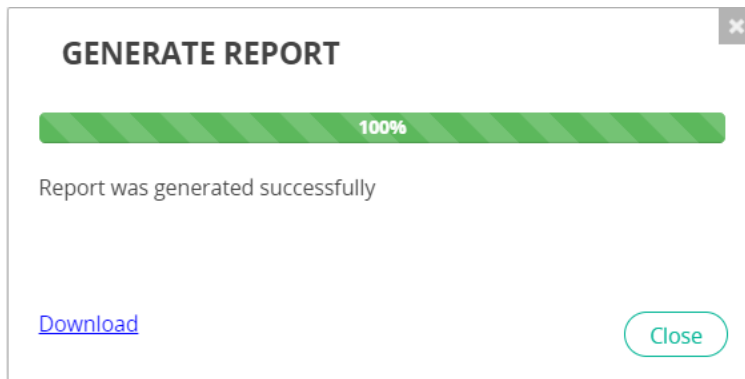 GENERATE REPORT
100%
Report was generated successfully
Download
Close